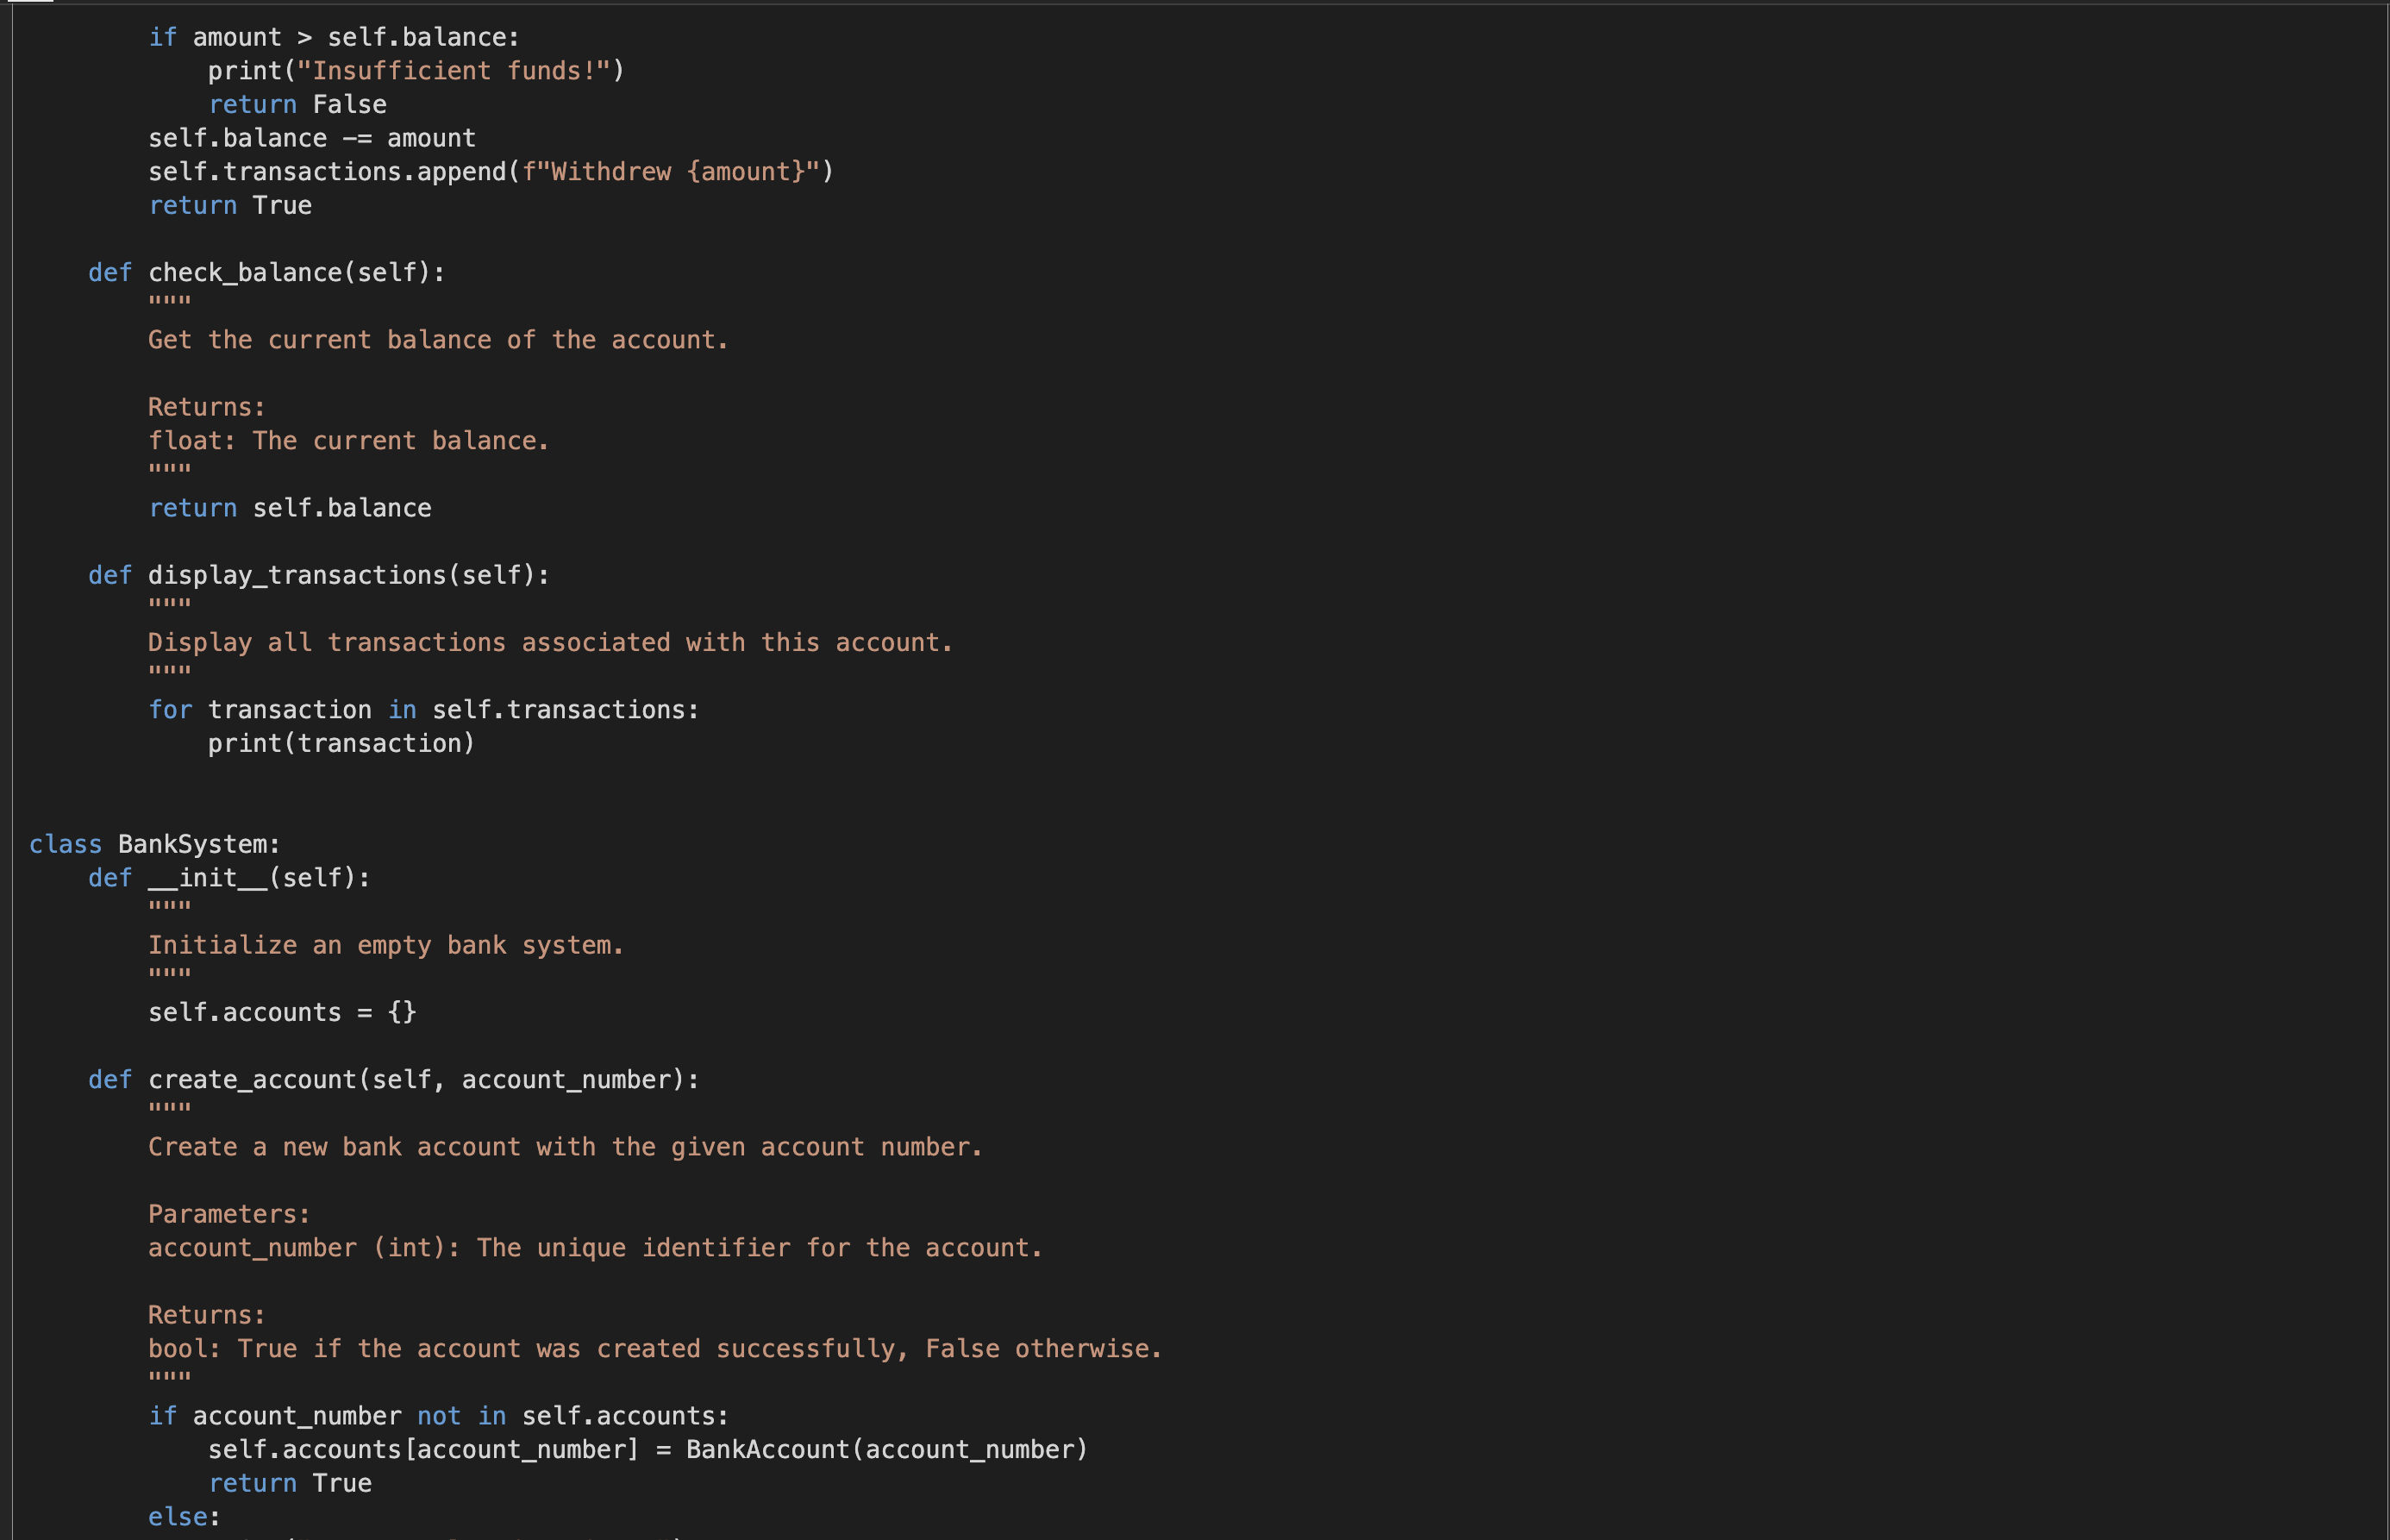 if amount > self.balance:
            print("Insufficient funds!")
            return False
        self.balance -= amount
        self.transactions.append(f"Withdrew {amount}")
        return True

    def check_balance(self):
        """
        Get the current balance of the account.

        Returns:
        float: The current balance.
        """
        return self.balance

    def display_transactions(self):
        """
        Display all transactions associated with this account.
        """
        for transaction in self.transactions:
            print(transaction)


class BankSystem:
    def __init__(self):
        """
        Initialize an empty bank system.
        """
        self.accounts = {}

    def create_account(self, account_number):
        """
        Create a new bank account with the given account number.

        Parameters:
        account_number (int): The unique identifier for the account.

        Returns:
        bool: True if the account was created successfully, False otherwise.
        """
        if account_number not in self.accounts:
            self.accounts[account_number] = BankAccount(account_number)
            return True
        else: